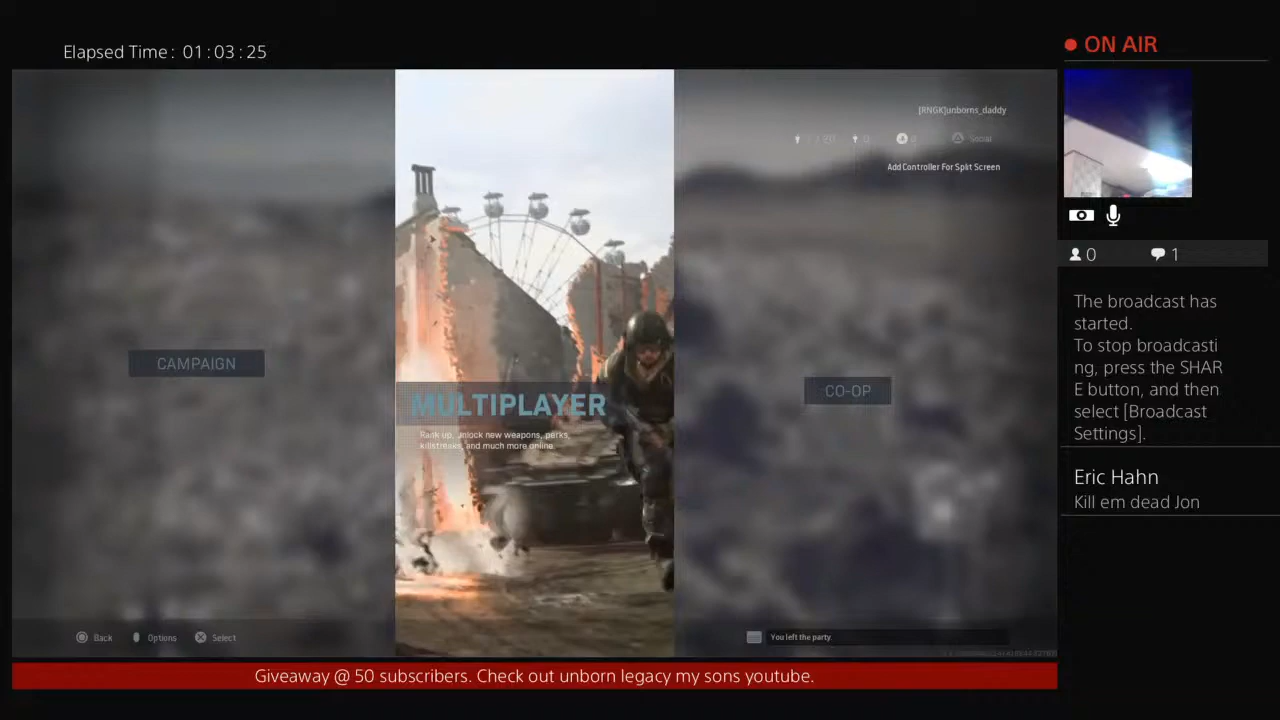 Elapsed Time: 01:03:25
ON AIR
[RNGK]unborns_daddy
Social
Add Controller For Split Screen
0
1
The broadcast has
started.
To stop broadcasti
ng, press the SHAR
E button, and then
select [Broadcast
Settings].
Eric Hahn
Kill em dead Jon
CAMPAIGN
MULTIPLAYER
Rank up, unlock new weapons, perks,
killstreaks, and much more online.
CO-OP
Back
Options
Select
You left the party.
Giveaway @ 50 subscribers. Check out unborn legacy my sons youtube.